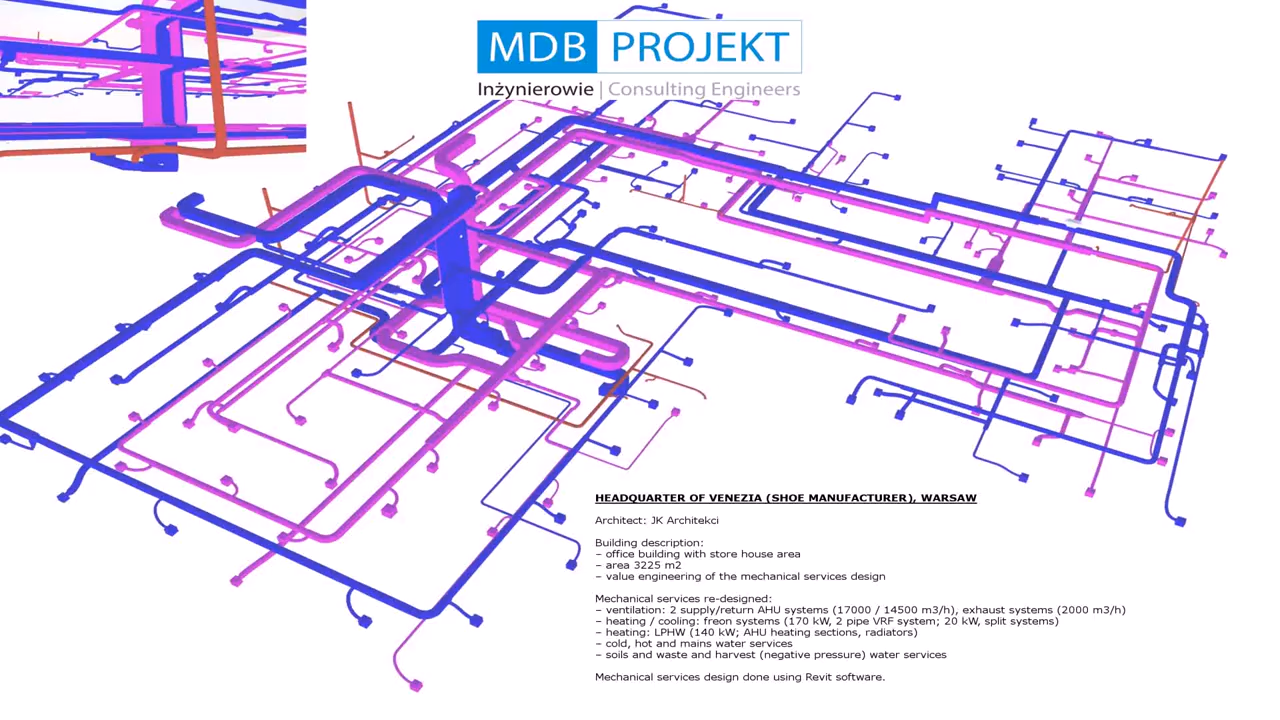 MDB PROJEKT
Inżynierowie | Consulting Engineers
HEADQUARTER OF VENEZIA (SHOE MANUFACTURER), WARSAW
Architect: JK Architekci
Building description:
– office building with store house area
– area 3225 m2
– value engineering of the mechanical services design
Mechanical services re-designed:
– ventilation: 2 supply/return AHU systems (17000 / 14500 m3/h), exhaust systems (2000 m3/h)
– heating / cooling: freon systems (170 kW, 2 pipe VRF system; 20 kW, split systems)
– heating: LPHW (140 kW; AHU heating sections, radiators)
– cold, hot and mains water services
– soils and waste and harvest (negative pressure) water services
Mechanical services design done using Revit software.